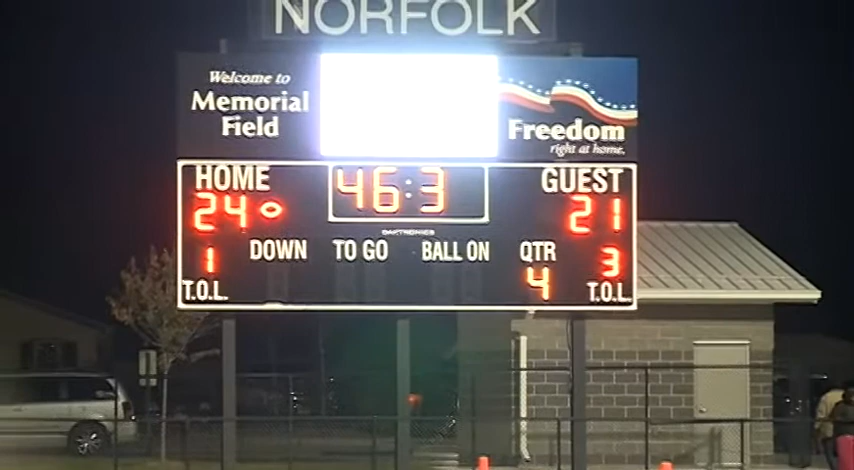 NORFOLK
Welcome to
Memorial
Field
Freedom
right at home.
HOME
46:3
GUEST
24
21
DAKTRONICS
DOWN
TO GO
BALL ON
QTR
1
4
3
T.O.L.
T.O.L.